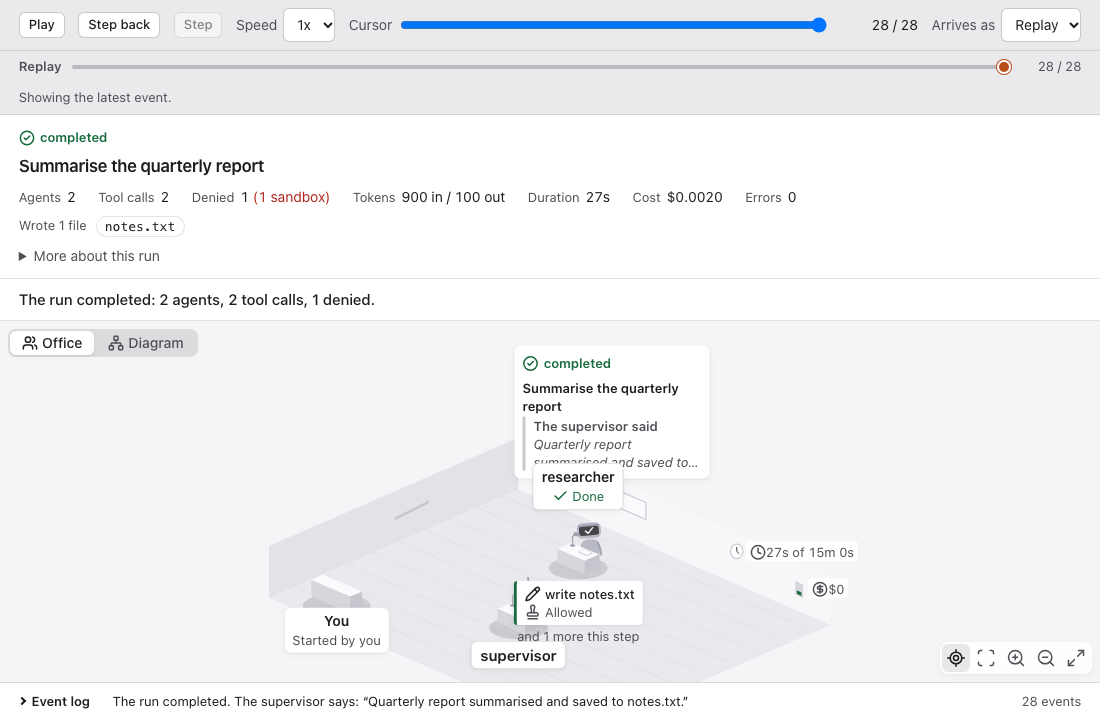 Play Step back Step Speed 1x Cursor 28 / 28 Arrives as Replay
Replay 28 / 28
Showing the latest event.
completed
Summarise the quarterly report
Agents 2 Tool calls 2 Denied 1 (1 sandbox) Tokens 900 in / 100 out Duration 27s Cost $0.0020 Errors 0
Wrote 1 file notes.txt
More about this run
The run completed: 2 agents, 2 tool calls, 1 denied.
Office Diagram
completed
Summarise the quarterly
report
The supervisor said
Quarterly report
summarised and saved to…
researcher
Done
27s of 15m 0s
$0
write notes.txt
Allowed
and 1 more this step
You
Started by you
supervisor
Event log The run completed. The supervisor says: “Quarterly report summarised and saved to notes.txt.” 28 events